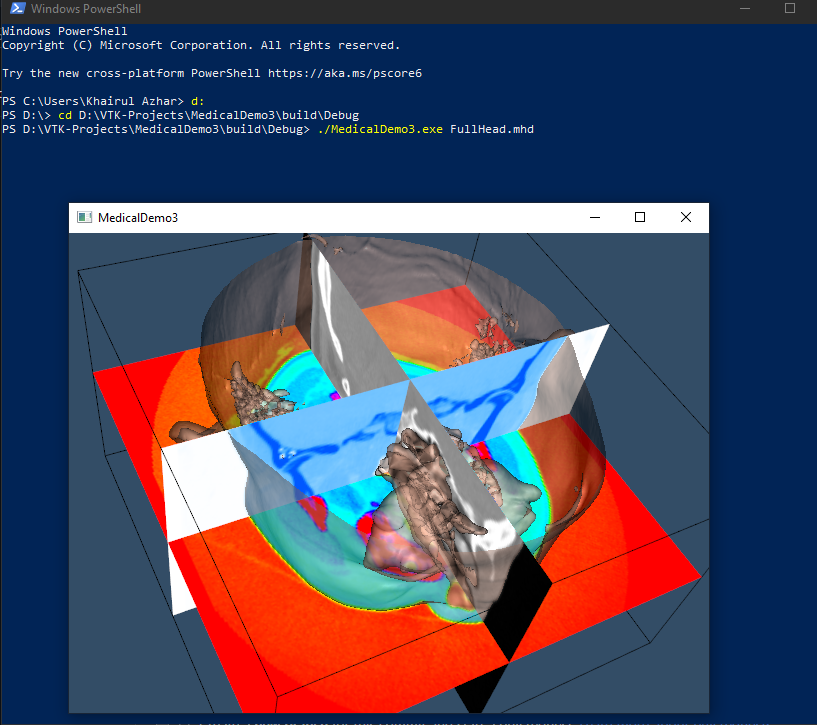 Windows PowerShell
Windows PowerShell
Copyright (C) Microsoft Corporation. All rights reserved.
Try the new cross-platform PowerShell https://aka.ms/pscore6
PS C:\Users\Khairul Azhar> d:
PS D:\> cd D:\VTK-Projects\MedicalDemo3\build\Debug
PS D:\VTK-Projects\MedicalDemo3\build\Debug> ./MedicalDemo3.exe FullHead.mhd
MedicalDemo3